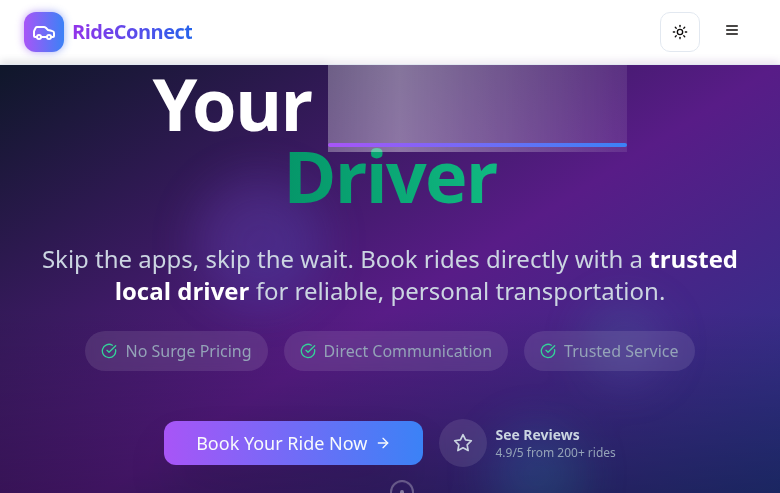 RideConnect
Your
Driver
Skip the apps, skip the wait. Book rides directly with a trusted
local driver for reliable, personal transportation.
No Surge Pricing
Direct Communication
Trusted Service
Book Your Ride Now
See Reviews
4.9/5 from 200+ rides